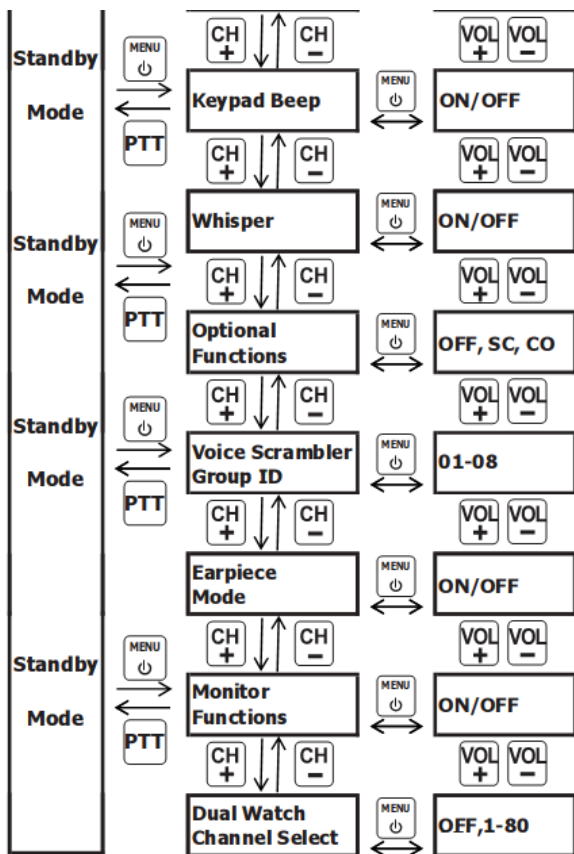 CH + CH - VOL + VOL -
Standby
Mode
MENU
PTT
Keypad Beep
MENU
ON/OFF
CH + CH - VOL + VOL -
Standby
Mode
MENU
PTT
Whisper
MENU
ON/OFF
CH + CH - VOL + VOL -
Optional
Functions
MENU
OFF, SC, CO
CH + CH - VOL + VOL -
Standby
Mode
MENU
PTT
Voice Scrambler
Group ID
MENU
01-08
CH + CH - VOL + VOL -
Earpiece
Mode
MENU
ON/OFF
CH + CH - VOL + VOL -
Standby
Mode
MENU
PTT
Monitor
Functions
MENU
ON/OFF
CH + CH - VOL + VOL -
Dual Watch
Channel Select
MENU
OFF,1-80